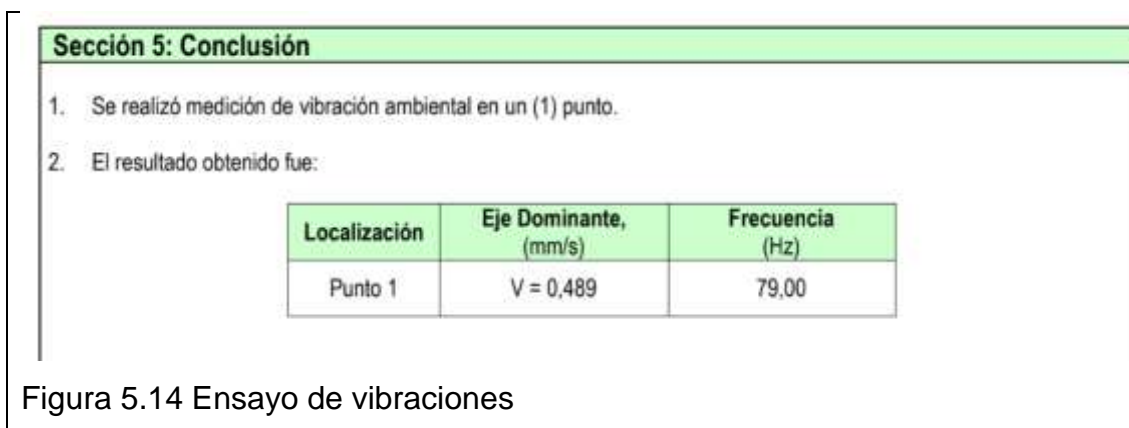 Sección 5: Conclusión
1. Se realizó medición de vibración ambiental en un (1) punto.
2. El resultado obtenido fue:
Localización Eje Dominante, (mm/s) Frecuencia (Hz)
Punto 1 V = 0,489 79,00
Figura 5.14 Ensayo de vibraciones